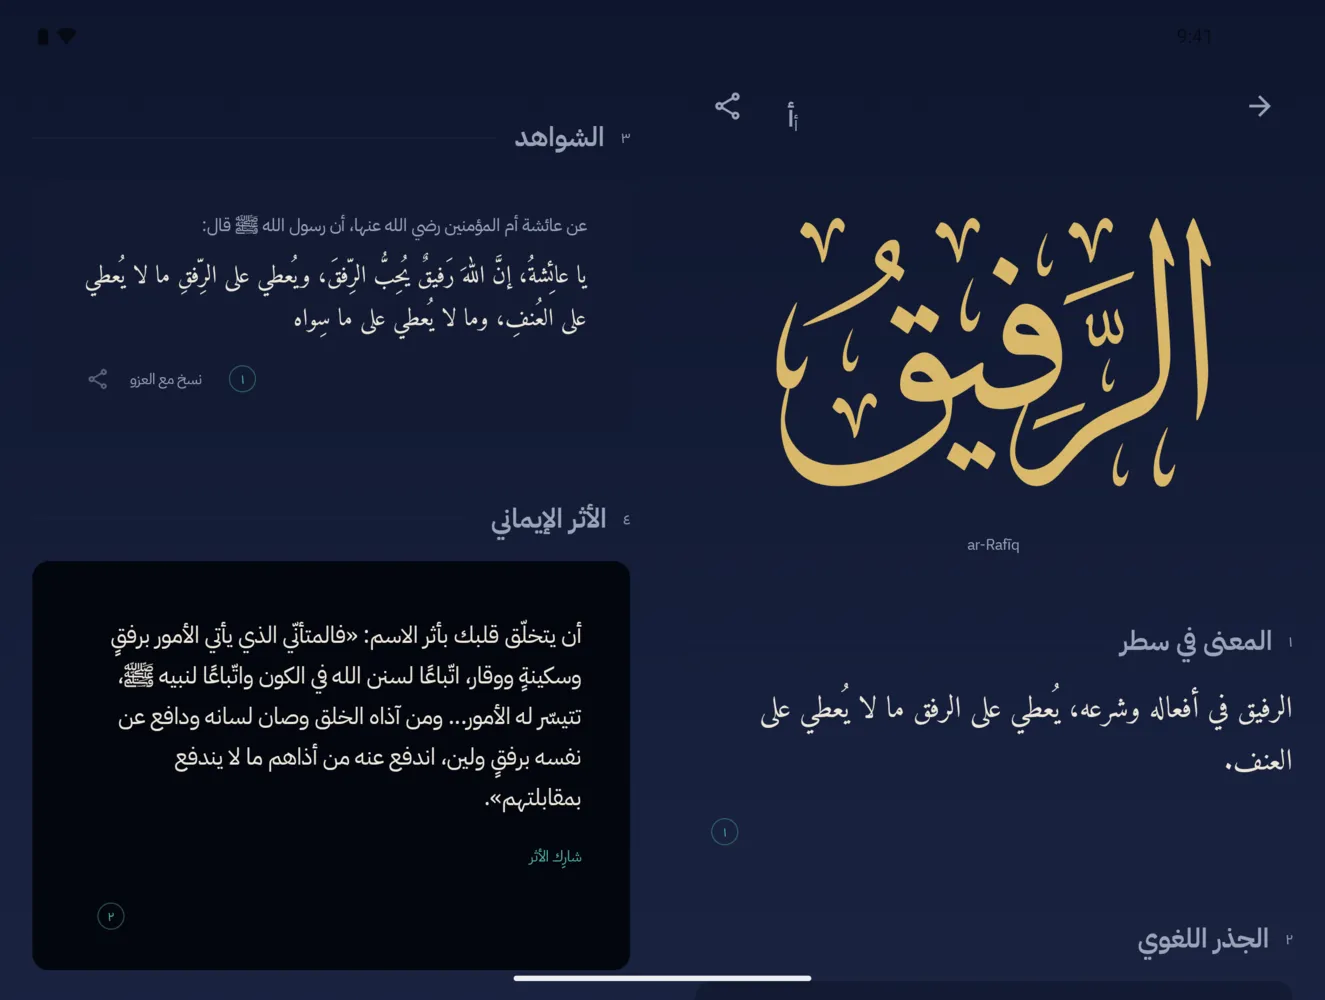 9:41
أأ
الرَّفِيقُ
ar-Rafīq
١ المعنى في سطر
الرفيق في أفعاله وشرعه، يُعطي على الرفق ما لا يُعطي على
العنف.
١
٢ الجذر اللغوي
٣ الشواهد
عن عائشة أم المؤمنين رضي الله عنها، أن رسول الله ﷺ قال:
يا عائِشةُ، إنَّ اللهَ رَفيقٌ يُحِبُّ الرِّفقَ، ويُعطي على الرِّفقِ ما لا يُعطي
على العُنفِ، وما لا يُعطي على ما سِواه
١ نسخ مع العزو
٤ الأثر الإيماني
أن يتخلّق قلبك بأثر الاسم: «فالمتأنّي الذي يأتي الأمور برفقٍ
وسكينةٍ ووقار، اتّباعًا لسنن الله في الكون واتّباعًا لنبيه ﷺ،
تتيسّر له الأمور... ومن آذاه الخلق وصان لسانه ودافع عن
نفسه برفقٍ ولين، اندفع عنه من أذاهم ما لا يندفع
بمقابلتهم».
شارِك الأثر
٢